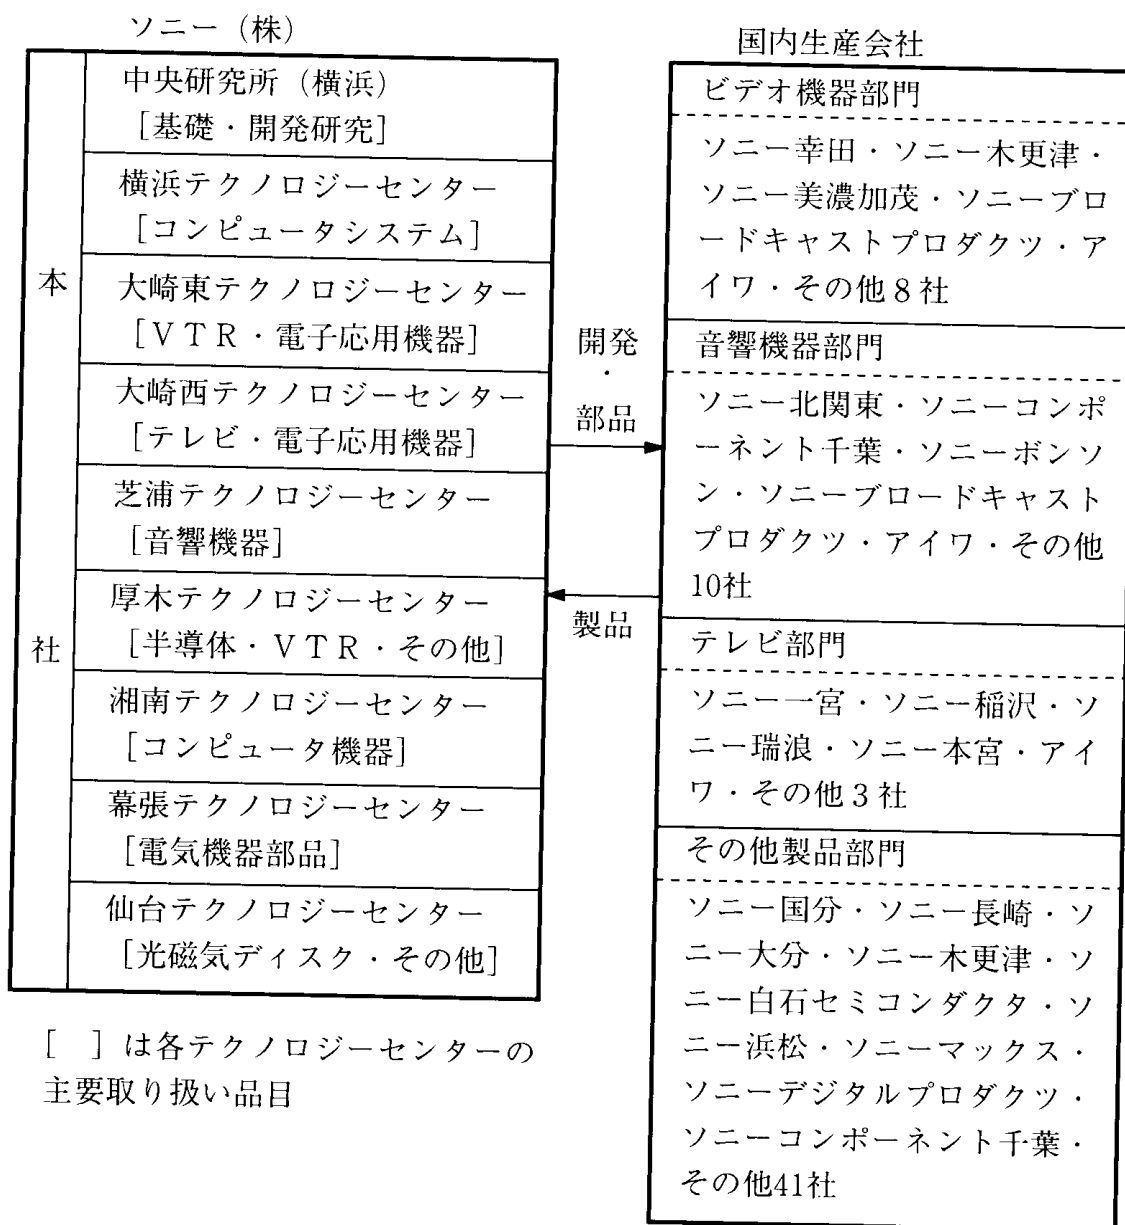 ソニー（株）
本社
中央研究所（横浜）
［基礎・開発研究］
横浜テクノロジーセンター
［コンピュータシステム］
大崎東テクノロジーセンター
［ＶＴＲ・電子応用機器］
大崎西テクノロジーセンター
［テレビ・電子応用機器］
芝浦テクノロジーセンター
［音響機器］
厚木テクノロジーセンター
［半導体・ＶＴＲ・その他］
湘南テクノロジーセンター
［コンピュータ機器］
幕張テクノロジーセンター
［電気機器部品］
仙台テクノロジーセンター
［光磁気ディスク・その他］
［　］は各テクノロジーセンターの
主要取り扱い品目
開発
・
部品
製品
国内生産会社
ビデオ機器部門
ソニー幸田・ソニー木更津・
ソニー美濃加茂・ソニーブロ
ードキャストプロダクツ・ア
イワ・その他８社
音響機器部門
ソニー北関東・ソニーコンポ
ーネント千葉・ソニーボンソ
ン・ソニーブロードキャスト
プロダクツ・アイワ・その他
10社
テレビ部門
ソニー一宮・ソニー稲沢・ソ
ニー瑞浪・ソニー本宮・アイ
ワ・その他３社
その他製品部門
ソニー国分・ソニー長崎・ソ
ニー大分・ソニー木更津・ソ
ニー白石セミコンダクタ・ソ
ニー浜松・ソニーマックス・
ソニーデジタルプロダクツ・
ソニーコンポーネント千葉・
その他41社